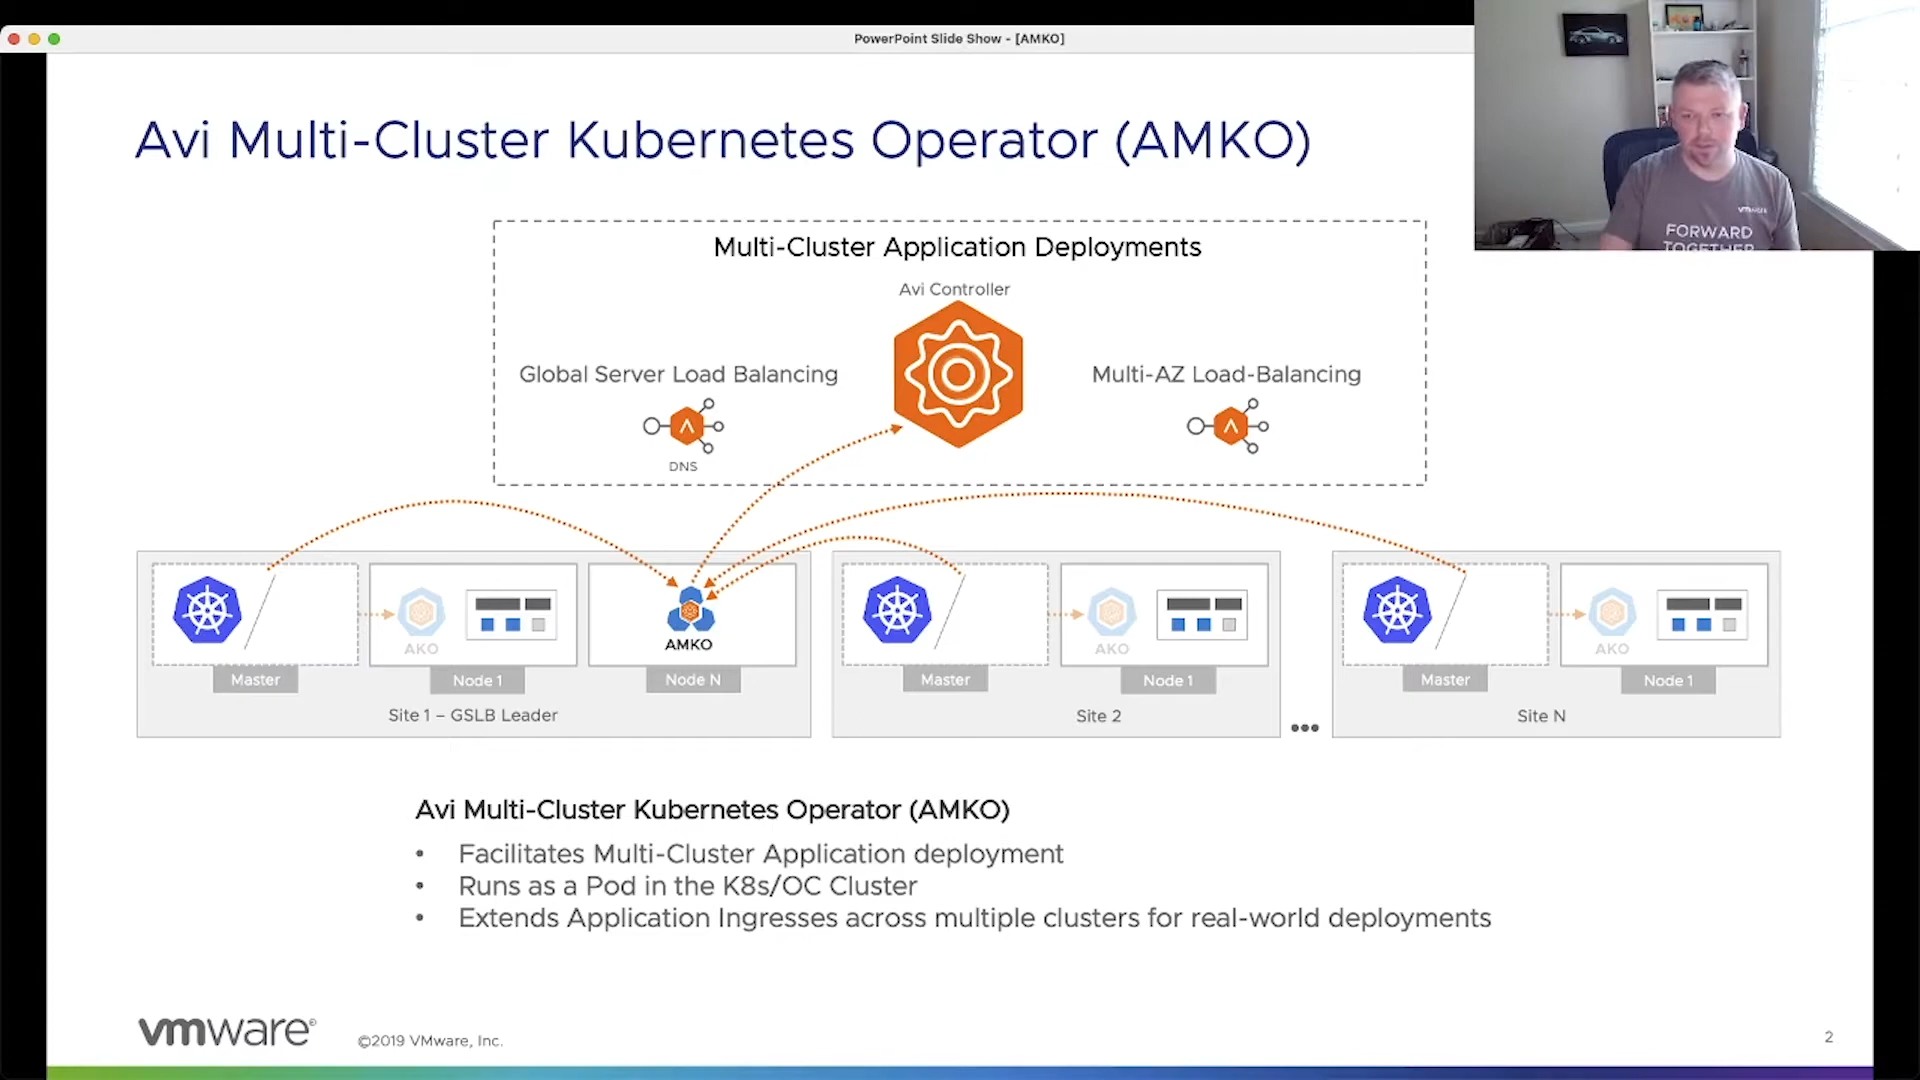 PowerPoint Slide Show - [AMKO]
Avi Multi-Cluster Kubernetes Operator (AMKO)
vmware
FORWARD
TOGETHER
Multi-Cluster Application Deployments
Avi Controller
Global Server Load Balancing
Multi-AZ Load-Balancing
DNS
AKO
AMKO
AKO
AKO
Master
Node 1
Node N
Master
Node 1
Master
Node 1
Site 1 – GSLB Leader
Site 2
Site N
Avi Multi-Cluster Kubernetes Operator (AMKO)
• Facilitates Multi-Cluster Application deployment
• Runs as a Pod in the K8s/OC Cluster
• Extends Application Ingresses across multiple clusters for real-world deployments
vmware®
©2019 VMware, Inc.
2